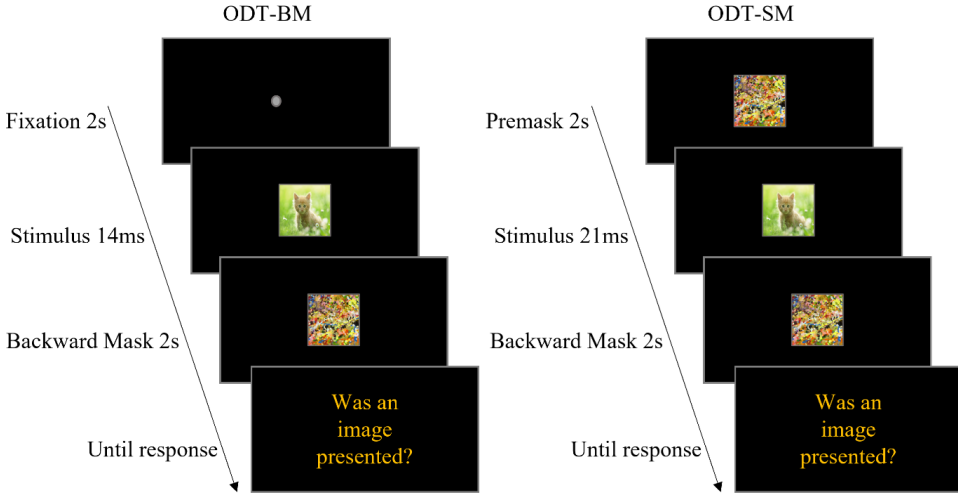 ODT-BM
Fixation 2s
Stimulus 14ms
Backward Mask 2s
Until response
Was an
image
presented?
ODT-SM
Premask 2s
Stimulus 21ms
Backward Mask 2s
Until response
Was an
image
presented?